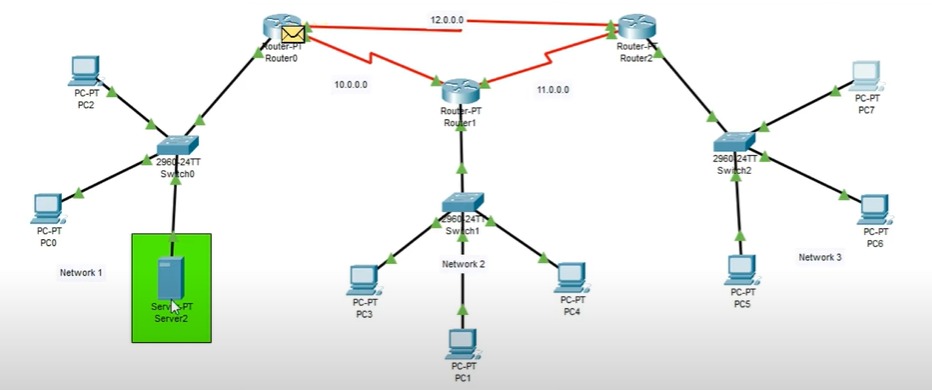 12.0.0.0
Router-PT
Router0
Router-PT
Router2
10.0.0.0
11.0.0.0
Router-PT
Router1
PC-PT
PC2
PC-PT
PC7
2960-24TT
Switch0
2960-24TT
Switch2
2960-24TT
Switch1
PC-PT
PC0
PC-PT
PC6
Network 1
Network 2
Network 3
Server-PT
Server2
PC-PT
PC3
PC-PT
PC4
PC-PT
PC5
PC-PT
PC1